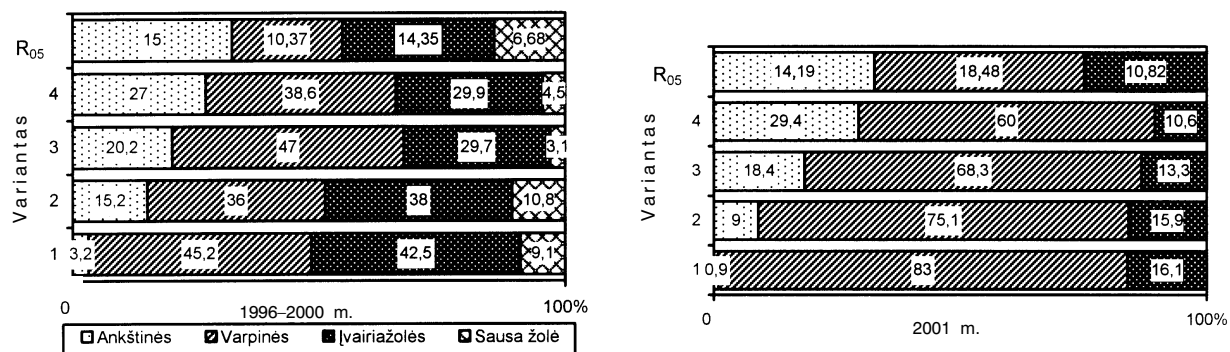 R05 15 10,37 14,35 6,68
4 27 38,6 29,9 4,5
3 20,2 47 29,7 3,1
2 15,2 36 38 10,8
1 3,2 45,2 42,5 9,1
Variantas
0 100%
1996–2000 m.
Ankštinės Varpinės Įvairiažolės Sausa žolė
R05 14,19 18,48 10,82
4 29,4 60 10,6
3 18,4 68,3 13,3
2 9 75,1 15,9
1 0,9 83 16,1
Variantas
0 100%
2001 m.